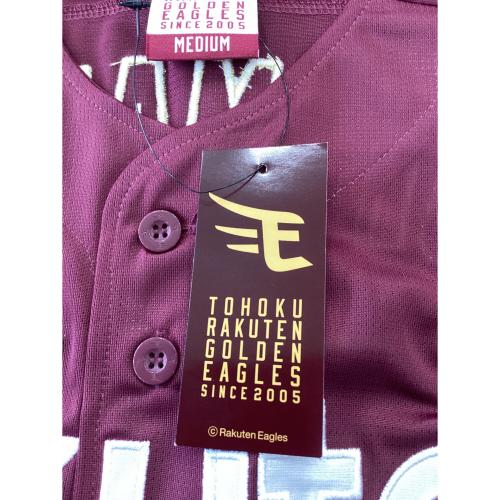 GOLDEN
EAGLES
SINCE 2005
MEDIUM
TOHOKU
RAKUTEN
GOLDEN
EAGLES
SINCE 2005
© Rakuten Eagles